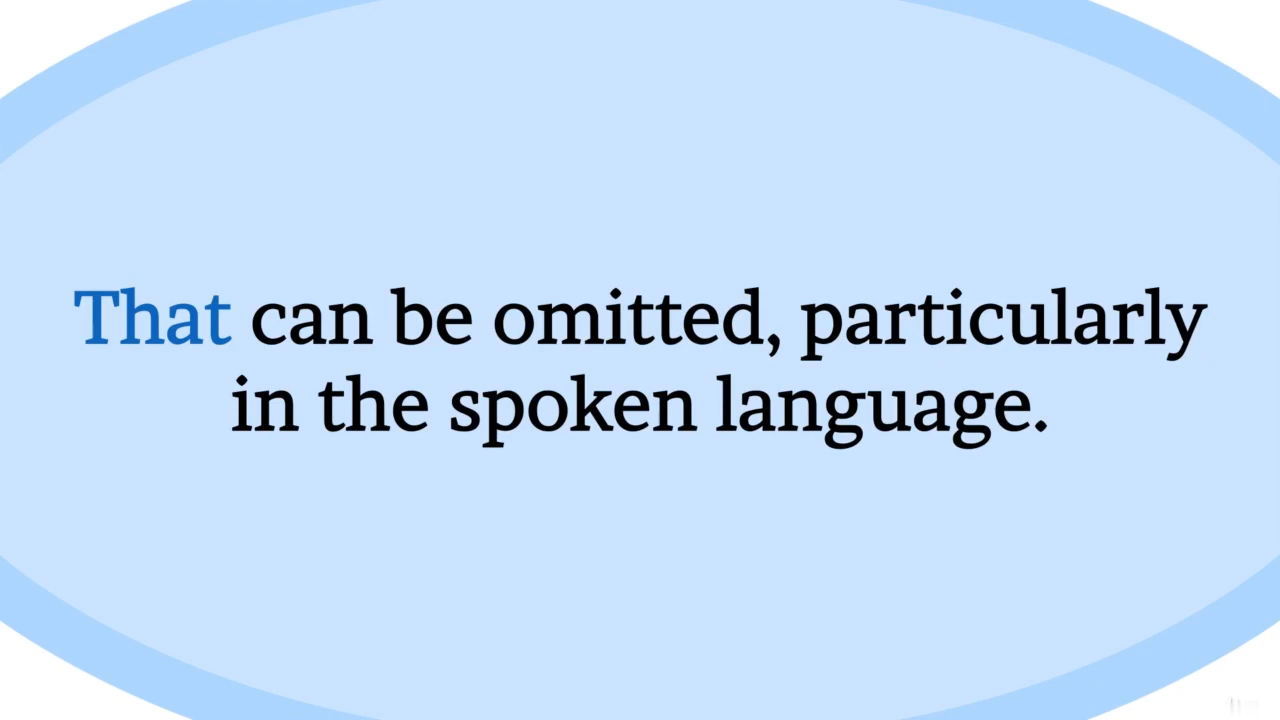 That can be omitted, particularly
in the spoken language.